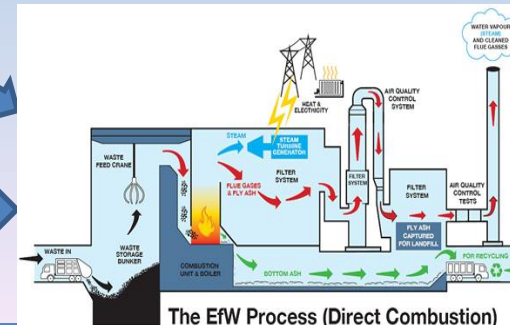 WATER VAPOUR
(STEAM)
AND CLEANED
FLUE GASSES
HEAT &
ELECTRICITY
AIR QUALITY
CONTROL
SYSTEM
WASTE
FEED CRANE
STEAM
STEAM
TURBINE
GENERATOR
FLUE GASES
& FLY ASH
FILTER
SYSTEM
FILTER
SYSTEM
FILTER
SYSTEM
AIR QUALITY
CONTROL
TESTS
FLY ASH
CAPTURED
FOR LANDFILL
WASTE IN
WASTE
STORAGE
BUNKER
COMBUSTION
UNIT & BOILER
BOTTOM ASH
FOR RECYCLING
The EfW Process (Direct Combustion)